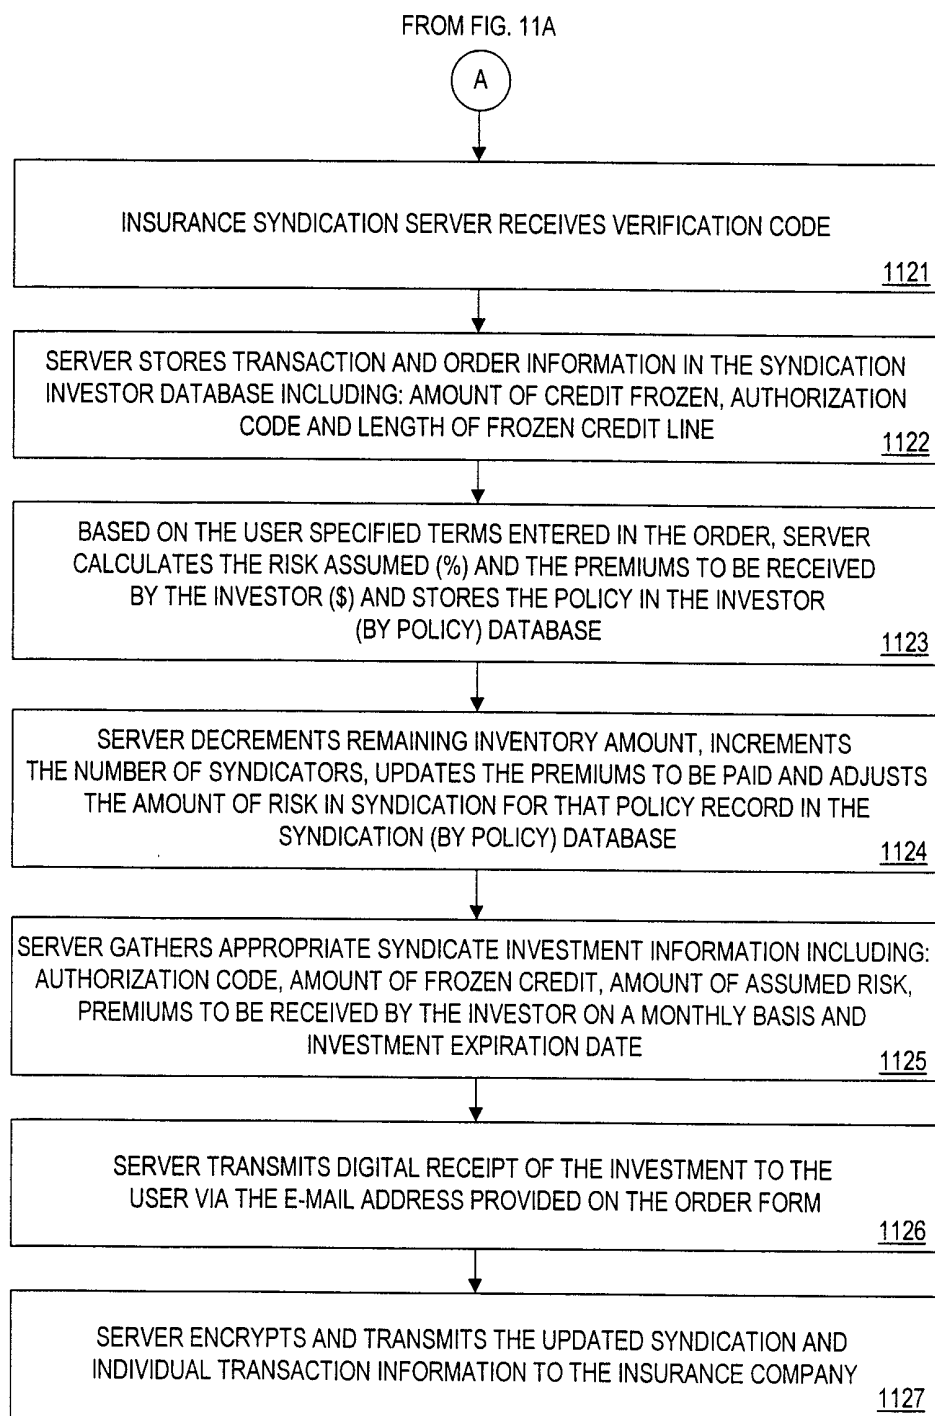 FROM FIG. 11A
A
INSURANCE SYNDICATION SERVER RECEIVES VERIFICATION CODE
1121
SERVER STORES TRANSACTION AND ORDER INFORMATION IN THE SYNDICATION
INVESTOR DATABASE INCLUDING: AMOUNT OF CREDIT FROZEN, AUTHORIZATION
CODE AND LENGTH OF FROZEN CREDIT LINE
1122
BASED ON THE USER SPECIFIED TERMS ENTERED IN THE ORDER, SERVER
CALCULATES THE RISK ASSUMED (%) AND THE PREMIUMS TO BE RECEIVED
BY THE INVESTOR ($) AND STORES THE POLICY IN THE INVESTOR
(BY POLICY) DATABASE
1123
SERVER DECREMENTS REMAINING INVENTORY AMOUNT, INCREMENTS
THE NUMBER OF SYNDICATORS, UPDATES THE PREMIUMS TO BE PAID AND ADJUSTS
THE AMOUNT OF RISK IN SYNDICATION FOR THAT POLICY RECORD IN THE
SYNDICATION (BY POLICY) DATABASE
1124
SERVER GATHERS APPROPRIATE SYNDICATE INVESTMENT INFORMATION INCLUDING:
AUTHORIZATION CODE, AMOUNT OF FROZEN CREDIT, AMOUNT OF ASSUMED RISK,
PREMIUMS TO BE RECEIVED BY THE INVESTOR ON A MONTHLY BASIS AND
INVESTMENT EXPIRATION DATE
1125
SERVER TRANSMITS DIGITAL RECEIPT OF THE INVESTMENT TO THE
USER VIA THE E-MAIL ADDRESS PROVIDED ON THE ORDER FORM
1126
SERVER ENCRYPTS AND TRANSMITS THE UPDATED SYNDICATION AND
INDIVIDUAL TRANSACTION INFORMATION TO THE INSURANCE COMPANY
1127